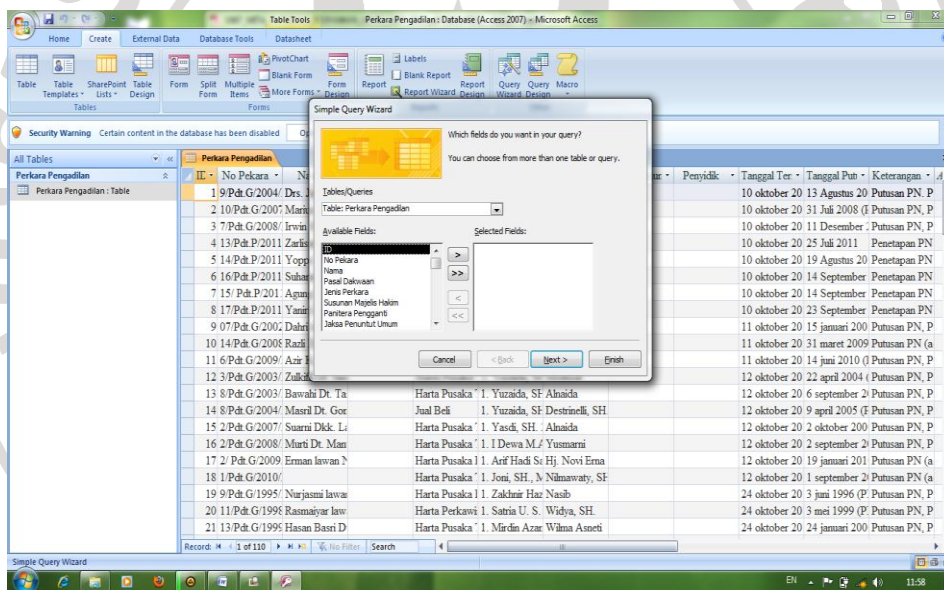 Table Tools Perkara Pengadilan : Database (Access 2007) - Microsoft Access
Home Create External Data Database Tools Datasheet
Table
Table Templates
SharePoint Lists
Table Design
Tables
Form
Split Form
Multiple Items
PivotChart
Blank Form
More Forms
Form Design
Forms
Report
Labels
Blank Report
Report Wizard
Report Design
Query Wizard
Query Design
Macro
Security Warning Certain content in the database has been disabled
All Tables
Perkara Pengadilan
Perkara Pengadilan : Table
Perkara Pengadilan
No Pekara Penyidik Tanggal Ter Tanggal Put Keterangan
1 9/Pdt.G/2004/ Drs. 10 oktober 20 13 Agustus 20 Putusan PN. P
2 10/Pdt.G/2007 10 oktober 20 31 Juli 2008 ( Putusan PN, P
3 7/Pdt.G/2008/ Irwin 10 oktober 20 11 Desember Putusan PN, P
4 13/Pdt.P/2011 Zarlis 10 oktober 20 25 Juli 2011 Penetapan PN
5 14/Pdt.P/2011 Yopp 10 oktober 20 19 Agustus 20 Penetapan PN
6 16/Pdt.P/2011 Suhar 10 oktober 20 14 September Penetapan PN
7 15/ Pdt.P/201 Agun 10 oktober 20 14 September Penetapan PN
8 17/Pdt.P/2011 Yanir 10 oktober 20 23 September Penetapan PN
9 07/Pdt.G/2002 Dahri 11 oktober 20 15 januari 200 Putusan PN, P
10 14/Pdt.G/2008 Razli 11 oktober 20 31 maret 2009 Putusan PN (a
11 6/Pdt.G/2009/ Azir 11 oktober 20 14 juni 2010 ( Putusan PN, P
12 3/Pdt.G/2003/ 12 oktober 20 22 april 2004 ( Putusan PN, P
13 8/Pdt.G/2003/ Bawahi Dt. Ta Harta Pusaka 1. Yuzaida, SH Alnaida 12 oktober 20 6 september 2 Putusan PN, P
14 8/Pdt.G/2004/ Masril Dt. Gor Jual Beli 1. Yuzaida, SH Destrinelli, SH 12 oktober 20 9 april 2005 ( Putusan PN, P
15 2/Pdt.G/2007/ Suarni Dkk. La Harta Pusaka 1. Yasdi, SH. Alnaida 12 oktober 20 2 oktober 200 Putusan PN, P
16 2/Pdt.G/2008/ Murti Dt. Man Harta Pusaka 1. I Dewa M.A Yusmarni 12 oktober 20 2 september 2 Putusan PN, P
17 2/ Pdt.G/2009 Erman lawan Harta Pusaka 1. Arif Hadi Sa Hj. Novi Erna 12 oktober 20 19 januari 201 Putusan PN (a
18 1/Pdt.G/2010/ Harta Pusaka 1. Joni, SH., Nilmawaty, SH 12 oktober 20 1 september 2 Putusan PN (a
19 9/Pdt.G/1995/ Nurjasmi lawa Harta Pusaka 1. Zakhnir Haz Nasib 24 oktober 20 3 juni 1996 (P Putusan PN, P
20 11/Pdt.G/1998 Rasmaiyar law Harta Perkawi 1. Satria U. S. Widya, SH. 24 oktober 20 3 mei 1999 (P Putusan PN, P
21 13/Pdt.G/1999 Hasan Basri D Harta Pusaka 1. Mirdin Azar Wilma Asneti 24 oktober 20 24 januari 200 Putusan PN, P
Simple Query Wizard
Which fields do you want in your query?
You can choose from more than one table or query.
Tables/Queries
Table: Perkara Pengadilan
Available Fields: Selected Fields:
ID
No Pekara
Nama
Pasal Dakwaan
Jenis Perkara
Susunan Majelis Hakim
Panitera Pengganti
Jaksa Penuntut Umum
>
>>
<
<<
Cancel < Back Next > Finish
Record: 1 of 110 No Filter Search
Simple Query Wizard
EN 11:58